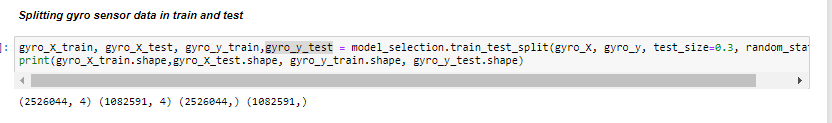 Splitting gyro sensor data in train and test
]: gyro_X_train, gyro_X_test, gyro_y_train,gyro_y_test = model_selection.train_test_split(gyro_X, gyro_y, test_size=0.3, random_sta
print(gyro_X_train.shape,gyro_X_test.shape, gyro_y_train.shape, gyro_y_test.shape)
(2526044, 4) (1082591, 4) (2526044,) (1082591,)